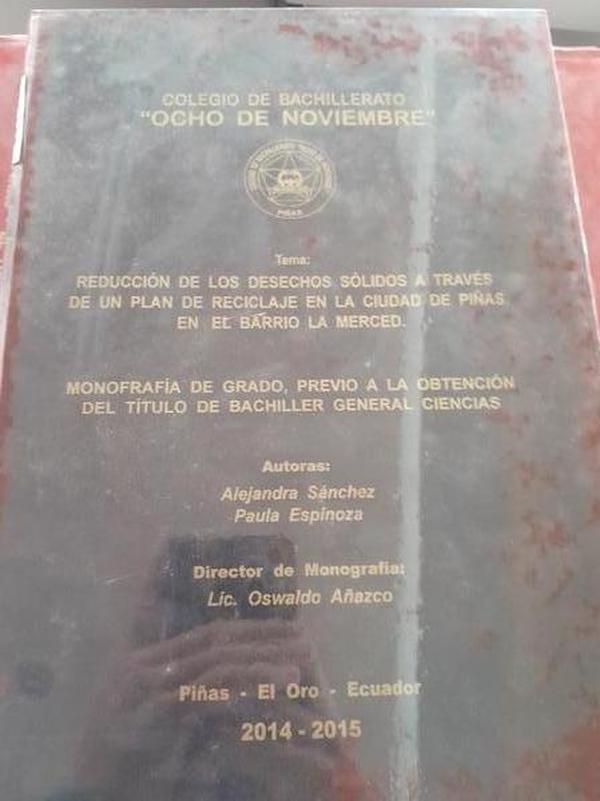 COLEGIO DE BACHILLERATO
"OCHO DE NOVIEMBRE"
PIÑAS
Tema:
REDUCCIÓN DE LOS DESECHOS SÓLIDOS A TRAVÉS
DE UN PLAN DE RECICLAJE EN LA CIUDAD DE PIÑAS,
EN EL BARRIO LA MERCED.
MONOFRAFÍA DE GRADO, PREVIO A LA OBTENCIÓN
DEL TÍTULO DE BACHILLER GENERAL CIENCIAS
Autoras:
Alejandra Sánchez
Paula Espinoza
Director de Monografía:
Lic. Oswaldo Añazco
Piñas - El Oro - Ecuador
2014 - 2015